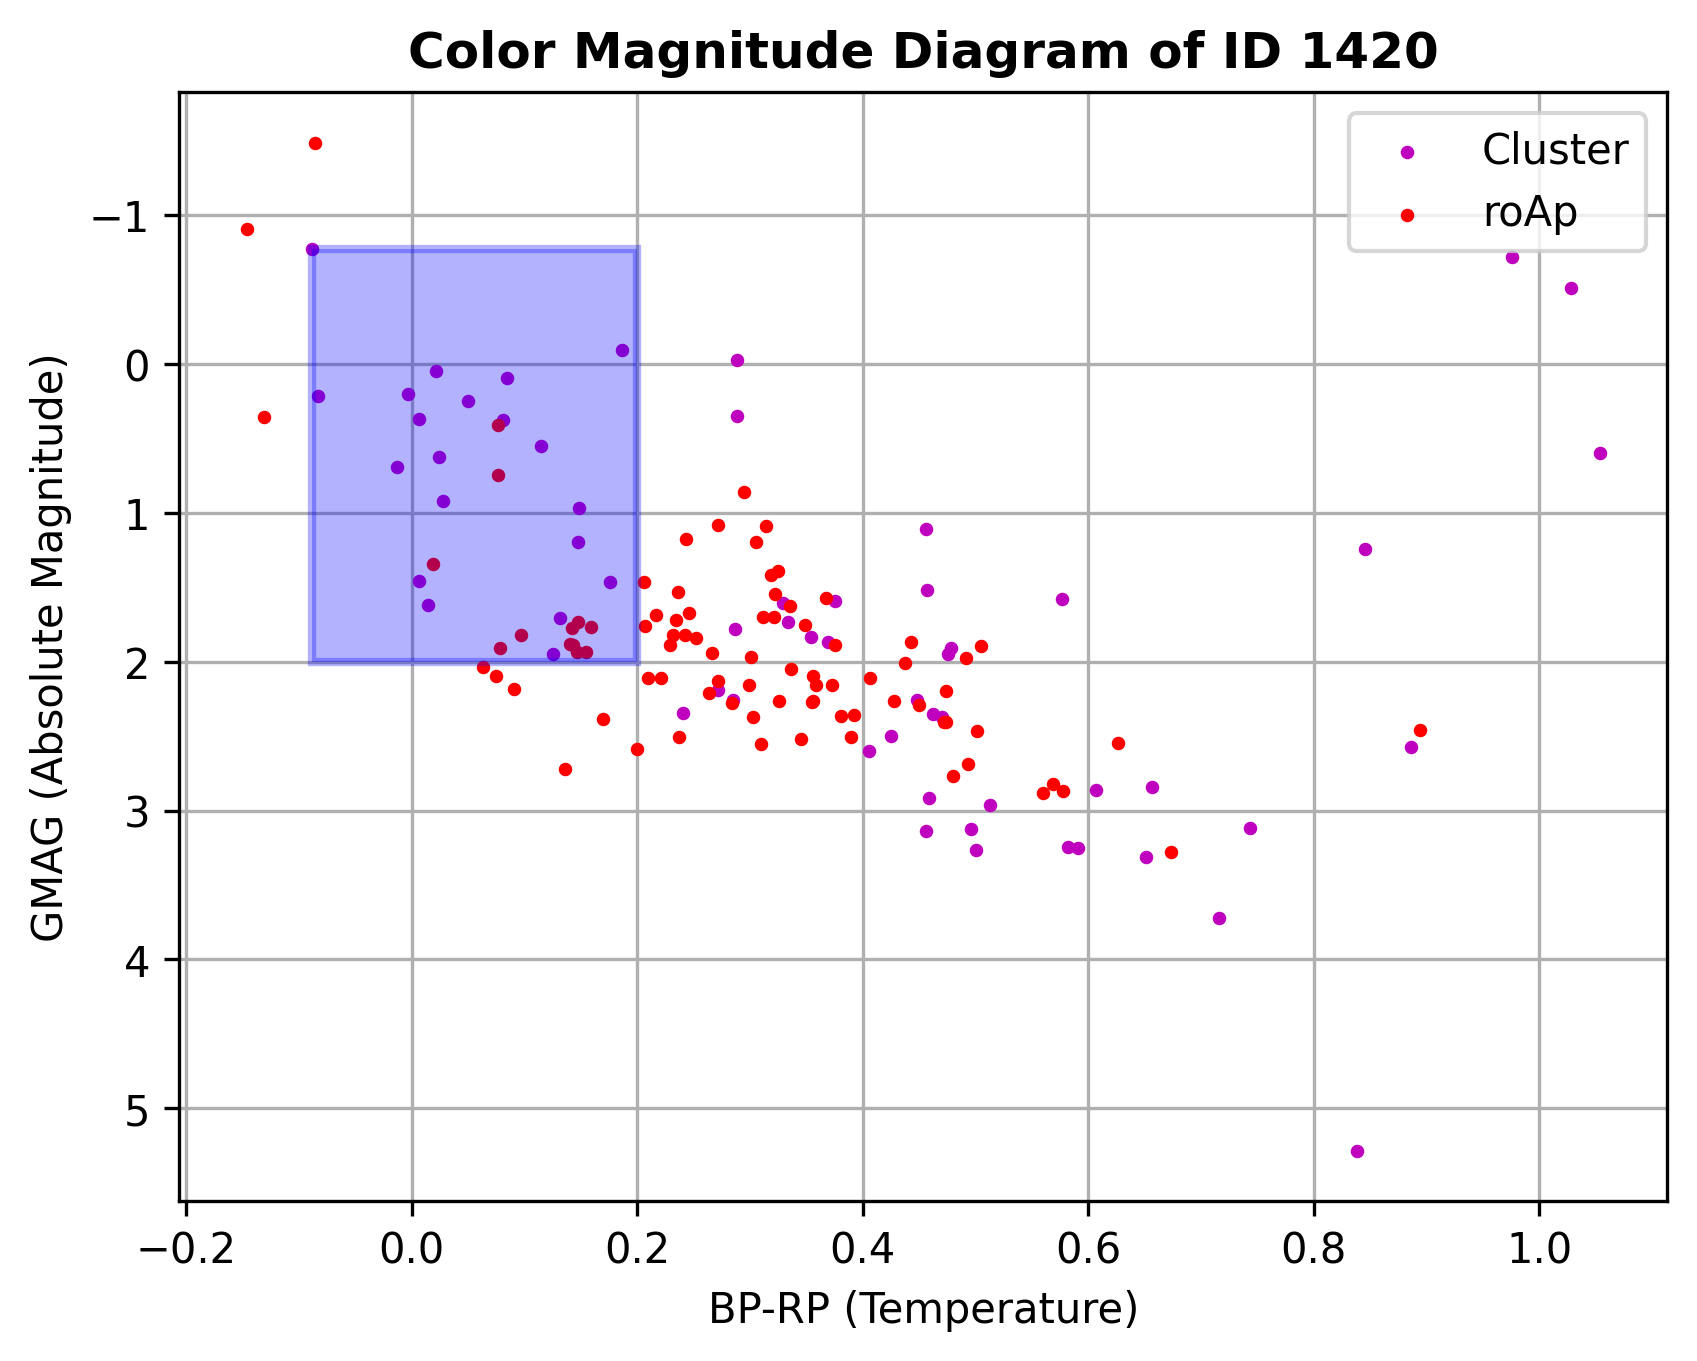 Color Magnitude Diagram of ID 1420
Cluster
roAp
GMAG (Absolute Magnitude)
−1
0
1
2
3
4
5
−0.2 0.0 0.2 0.4 0.6 0.8 1.0
BP-RP (Temperature)